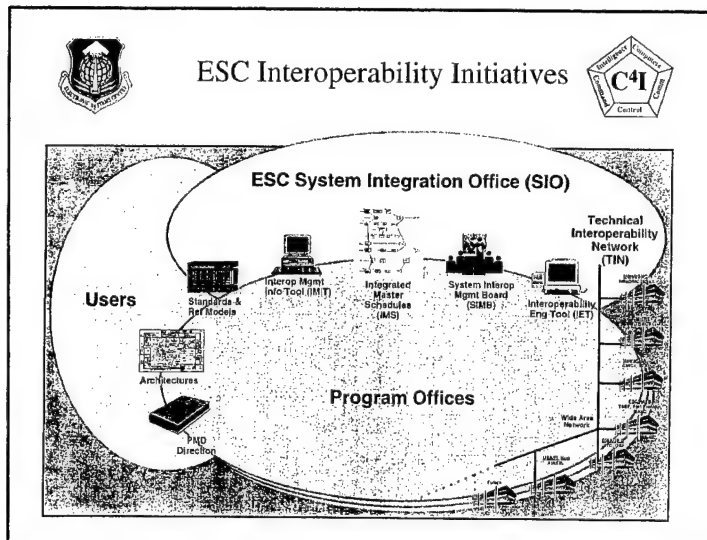 ESC Interoperability Initiatives
Intelligence
Computers
Command
C⁴I
Comm
Control
ESC System Integration Office (SIO)
Technical
Interoperability
Network
(TIN)
Users
Standards &
Ref Models
Interop Mgmt
Info Tool (IMIT)
Integrated
Master
Schedules
(IMS)
System Interop
Mgmt Board
(SIMB)
Interoperability
Eng Tool (IET)
Architectures
Program Offices
PMD
Direction
Wide Area
Network
Future